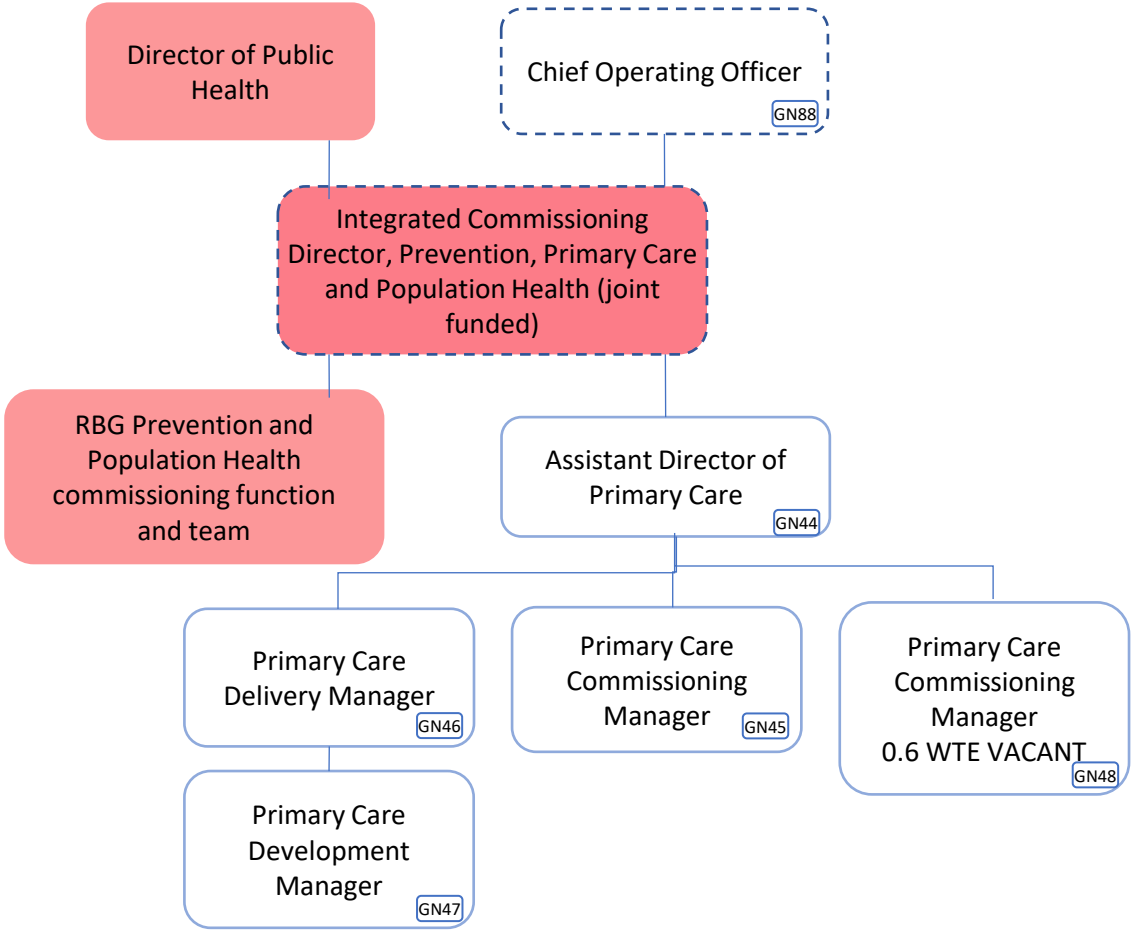 Director of Public
Health
Chief Operating Officer
GN88
Integrated Commissioning
Director, Prevention, Primary Care
and Population Health (joint
funded)
RBG Prevention and
Population Health
commissioning function
and team
Assistant Director of
Primary Care
GN44
Primary Care
Delivery Manager
GN46
Primary Care
Commissioning
Manager
GN45
Primary Care
Commissioning
Manager
0.6 WTE VACANT
GN48
Primary Care
Development
Manager
GN47